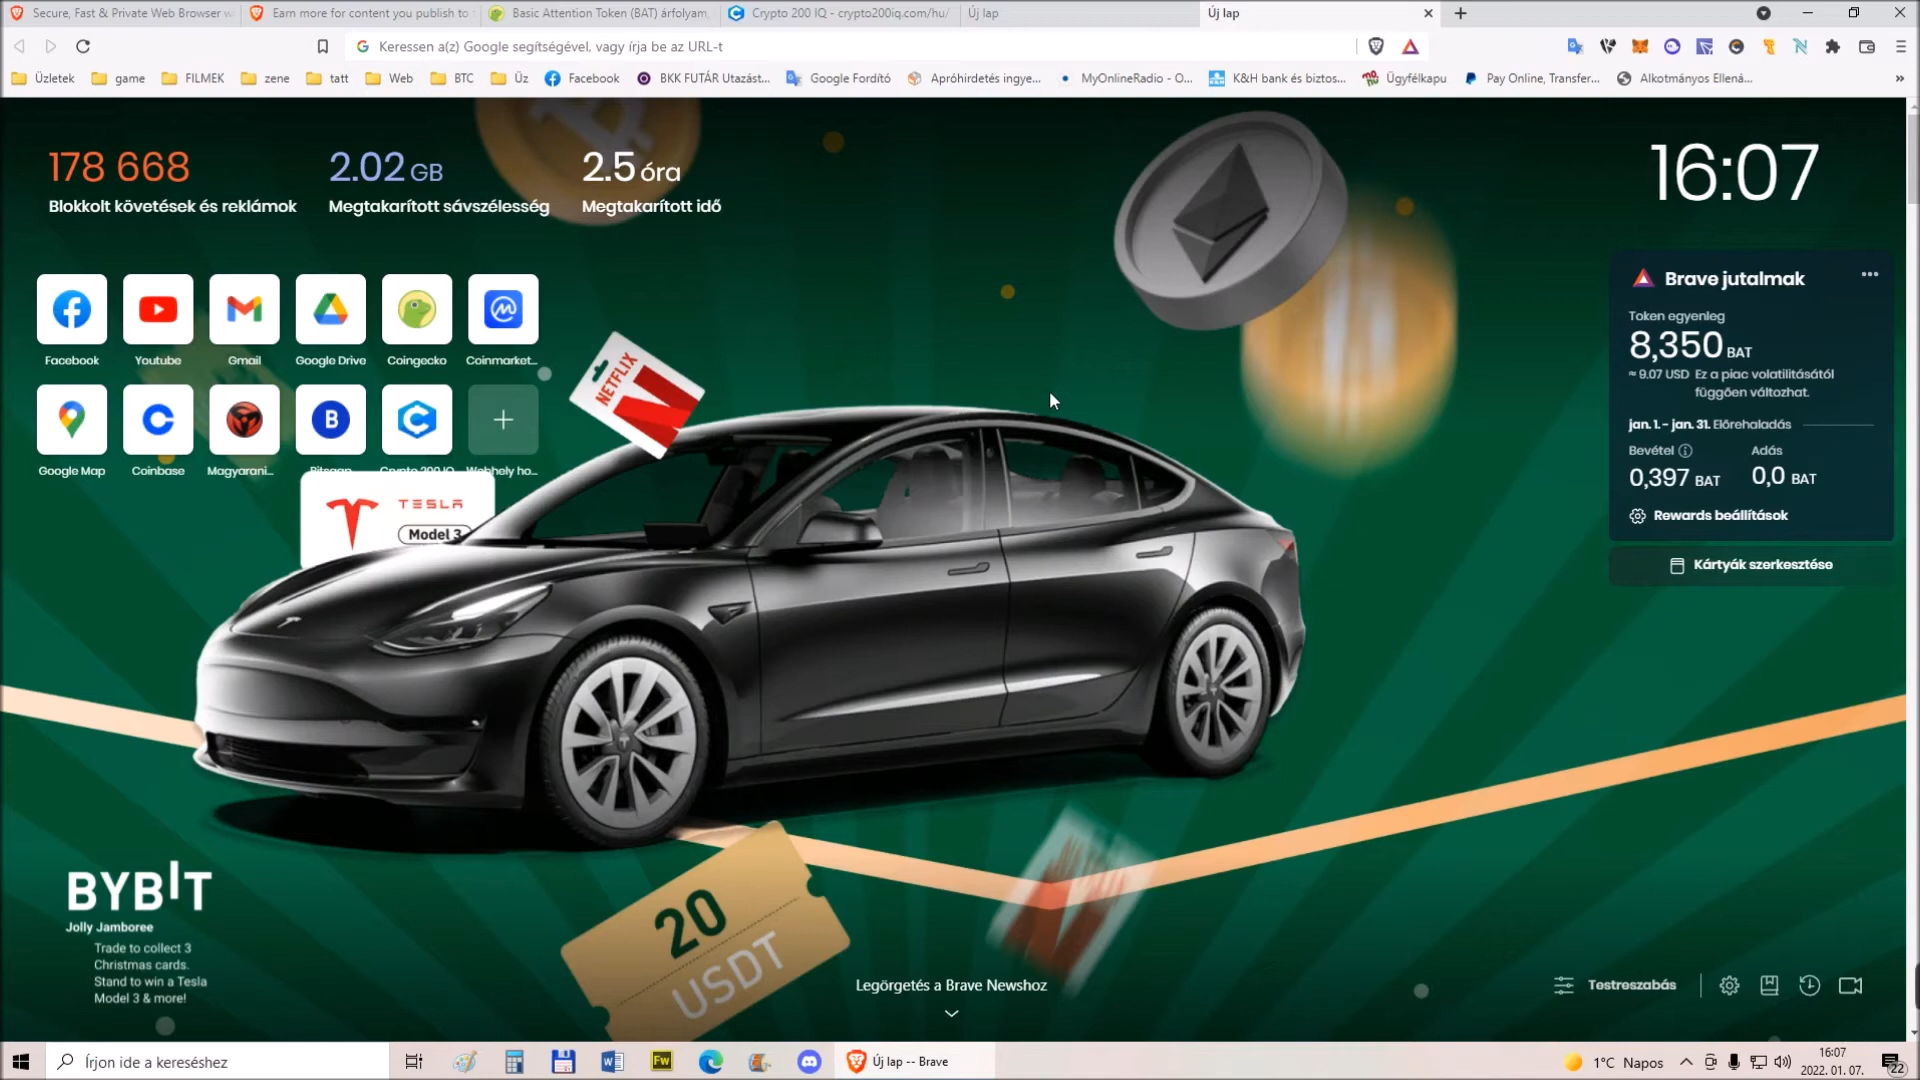 Secure, Fast & Private Web Browser w
Earn more for content you publish to
Basic Attention Token (BAT) árfolyam,
Crypto 200 IQ - crypto200iq.com/hu/
Új lap
Új lap
Keressen a(z) Google segítségével, vagy írja be az URL-t
Üzletek
game
FILMEK
zene
tatt
Web
BTC
Üz
Facebook
BKK FUTÁR Utazást...
Google Fordító
Apróhirdetés ingye...
MyOnlineRadio - O...
K&H bank és biztos...
Ügyfélkapu
Pay Online, Transfer...
Alkotmányos Ellená...
178 668
Blokkolt követések és reklámok
2.02 GB
Megtakarított sávszélesség
2.5 óra
Megtakarított idő
16:07
Facebook
Youtube
Gmail
Google Drive
Coingecko
Coinmarket...
Google Map
Coinbase
Magyarani...
Bitsgap
Crypto 200 IQ
Webhely ho...
NETFLIX
TESLA
Model 3
Brave jutalmak
Token egyenleg
8,350 BAT
≈ 9.07 USD Ez a piac volatilitásától
függően változhat.
jan. 1. - jan. 31. Előrehaladás
Bevétel
Adás
0,397 BAT
0,0 BAT
Rewards beállítások
Kártyák szerkesztése
BYBIT
Jolly Jamboree
Trade to collect 3
Christmas cards.
Stand to win a Tesla
Model 3 & more!
20
USDT
Legörgetés a Brave Newshoz
Testreszabás
Írjon ide a kereséshez
Fw
Új lap -- Brave
1°C Napos
16:07
2022. 01. 07.
22